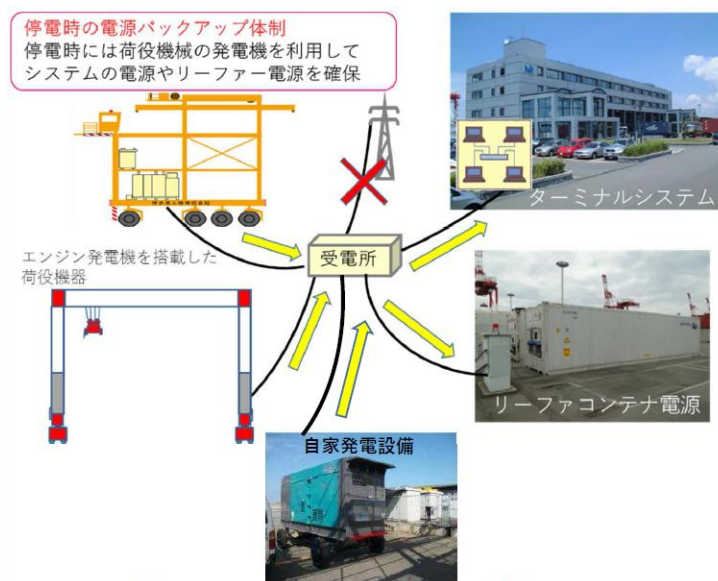 停電時の電源バックアップ体制
停電時には荷役機械の発電機を利用して
システムの電源やリーファー電源を確保
ターミナルシステム
受電所
エンジン発電機を搭載した
荷役機器
リーファコンテナ電源
自家発電設備